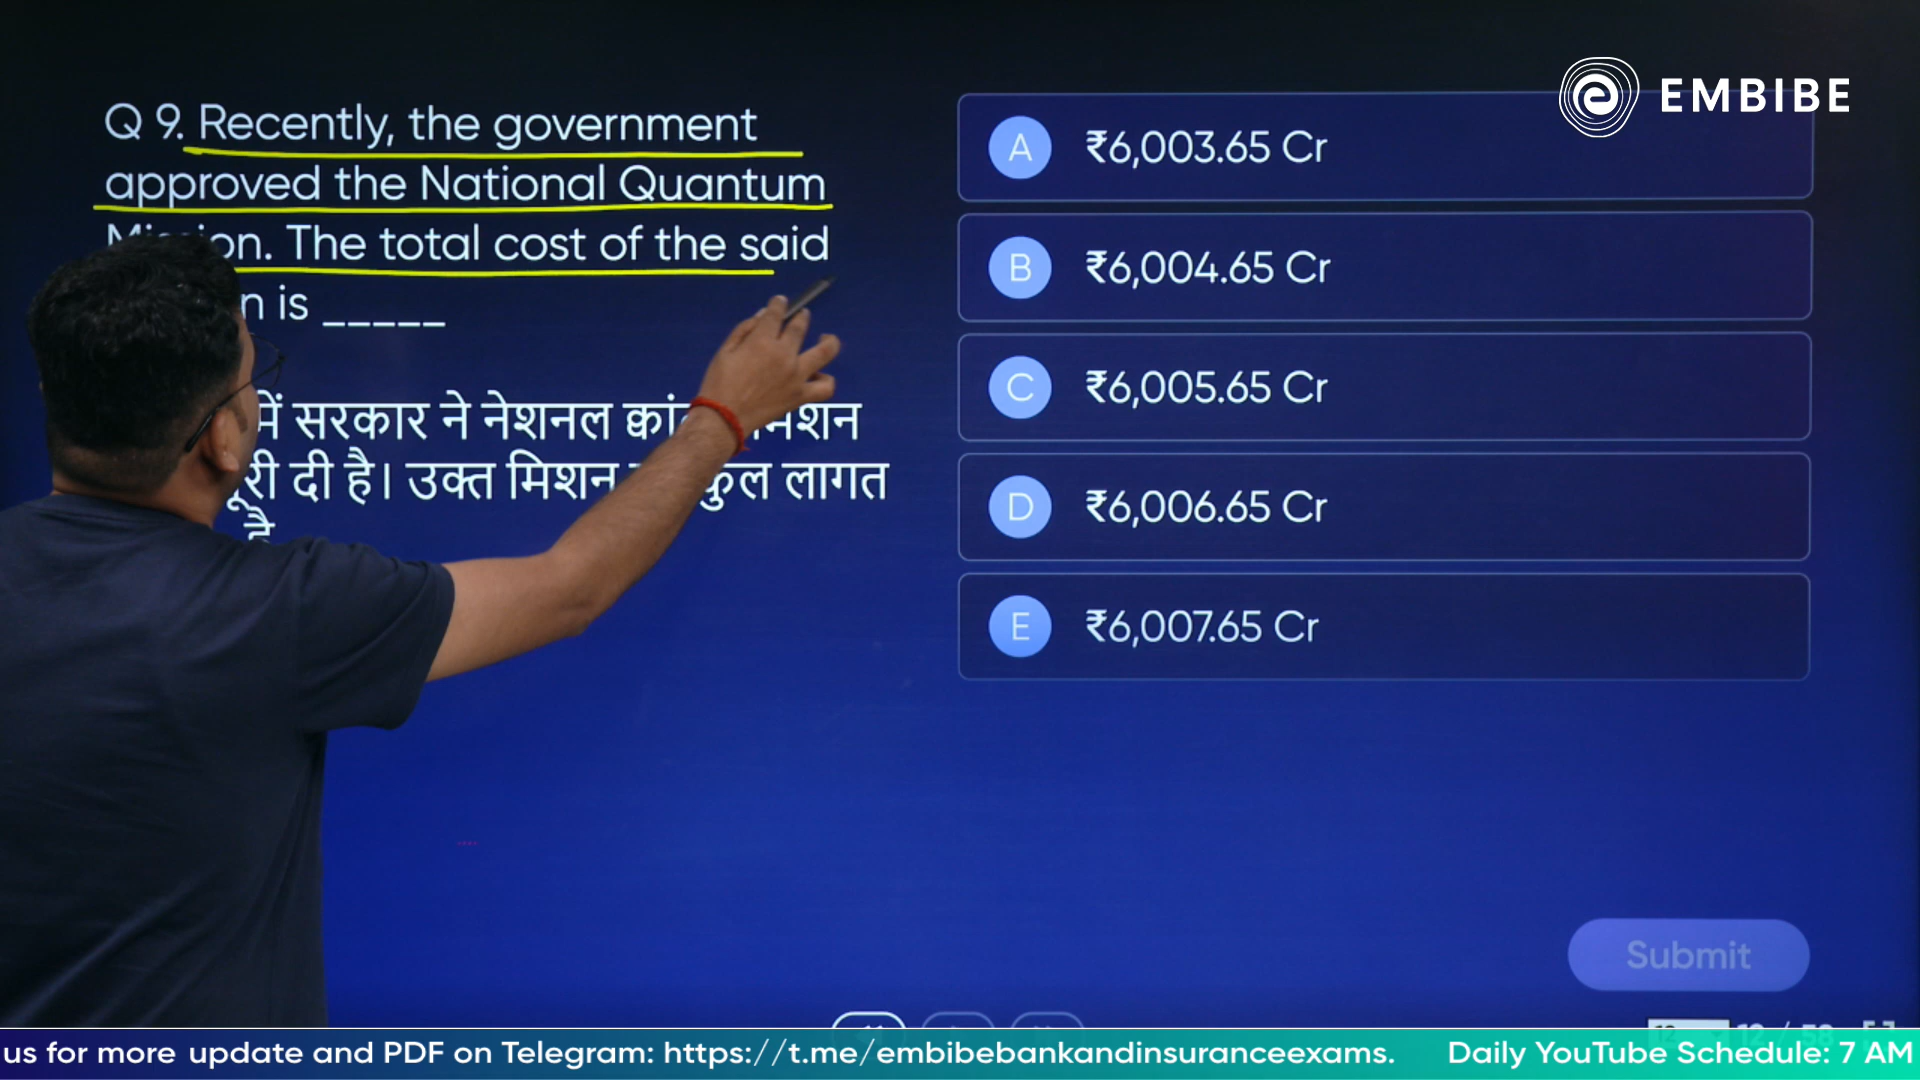 Q 9. Recently, the government
approved the National Quantum
The total cost of the said
is _____
में सरकार ने नेशनल
दी है। उक्त मिशन कुल लागत
है
EMBIBE
A ₹6,003.65 Cr
B ₹6,004.65 Cr
C ₹6,005.65 Cr
D ₹6,006.65 Cr
E ₹6,007.65 Cr
Submit
us for more update and PDF on Telegram: https://t.me/embibebankandinsuranceexams. Daily YouTube Schedule: 7 AM